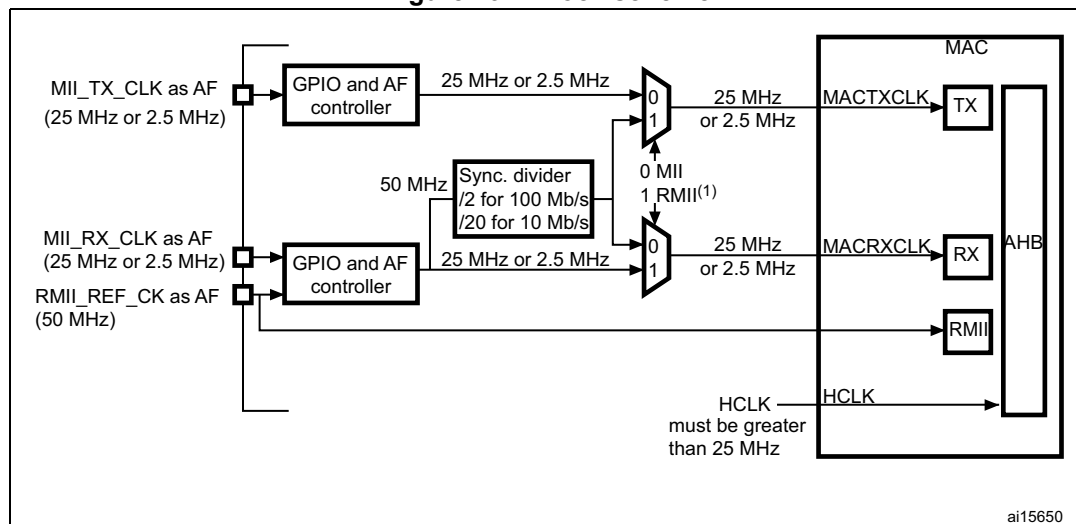 MAC
MII_TX_CLK as AF
(25 MHz or 2.5 MHz)
GPIO and AF
controller
25 MHz or 2.5 MHz
0
1
25 MHz
or 2.5 MHz
MACTXCLK
TX
50 MHz
Sync. divider
/2 for 100 Mb/s
/20 for 10 Mb/s
0 MII
1 RMII(1)
MII_RX_CLK as AF
(25 MHz or 2.5 MHz)
RMII_REF_CK as AF
(50 MHz)
GPIO and AF
controller
25 MHz or 2.5 MHz
0
1
25 MHz
or 2.5 MHz
MACRXCLK
RX
AHB
RMII
HCLK
must be greater
than 25 MHz
HCLK
ai15650